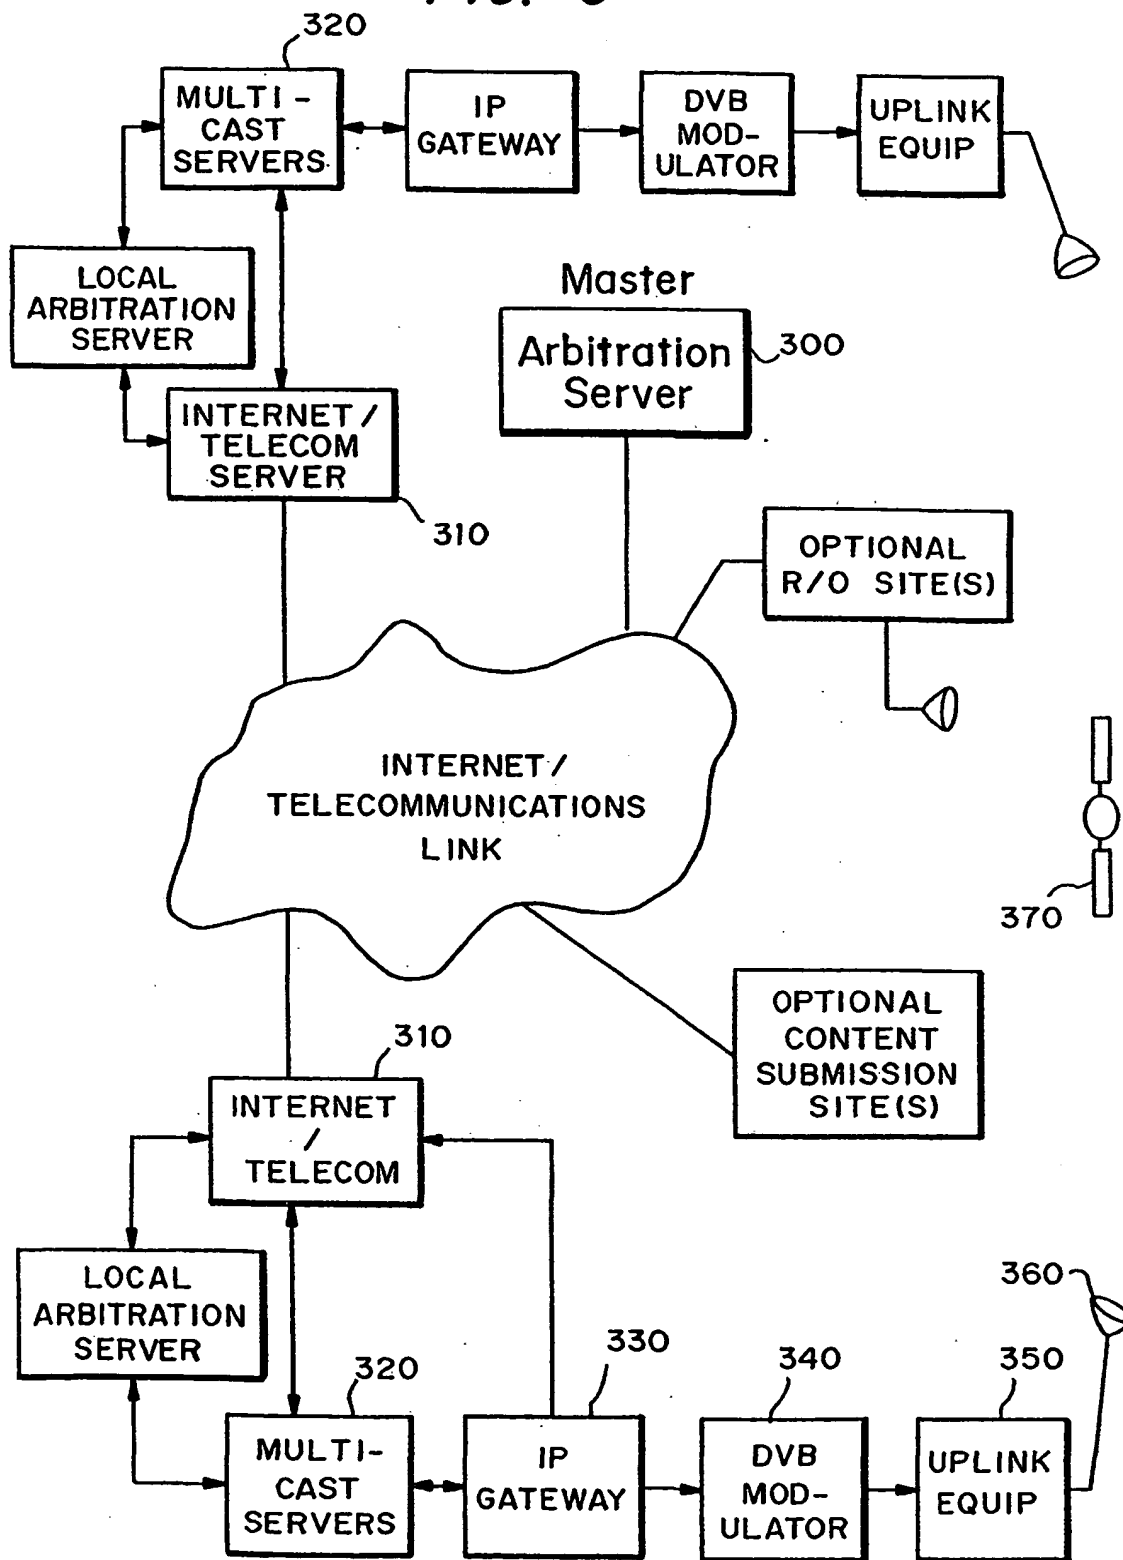 320
MULTI-
CAST
SERVERS
IP
GATEWAY
DVB
MOD-
ULATOR
UPLINK
EQUIP
LOCAL
ARBITRATION
SERVER
Master
Arbitration
Server
300
INTERNET/
TELECOM
SERVER
310
OPTIONAL
R/O SITE(S)
INTERNET/
TELECOMMUNICATIONS
LINK
370
OPTIONAL
CONTENT
SUBMISSION
SITE(S)
310
INTERNET
/
TELECOM
LOCAL
ARBITRATION
SERVER
360
320
330
340
350
MULTI-
CAST
SERVERS
IP
GATEWAY
DVB
MOD-
ULATOR
UPLINK
EQUIP